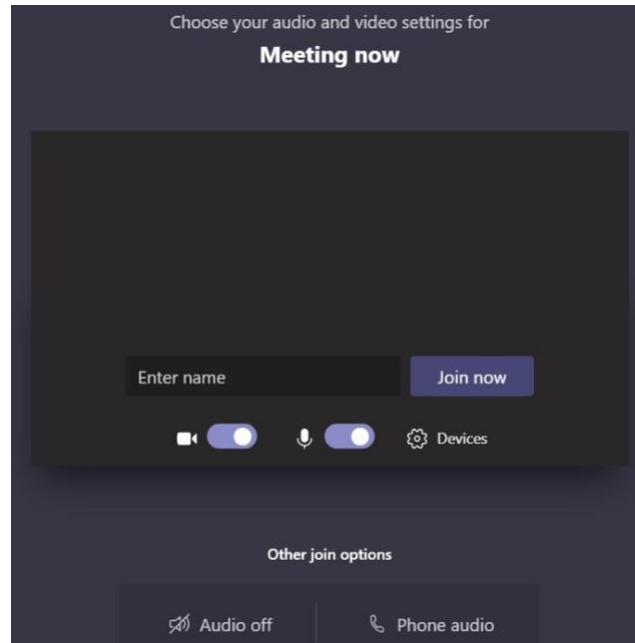 Choose your audio and video settings for
Meeting now
Enter name
Join now
Devices
Other join options
Audio off
Phone audio